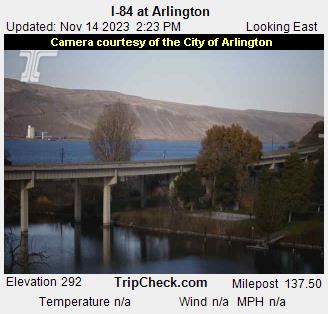 I-84 at Arlington
Updated: Nov 14 2023 2:23 PM Looking East
Camera courtesy of the City of Arlington
Elevation 292 TripCheck.com Milepost 137.50
Temperature n/a Wind n/a MPH n/a